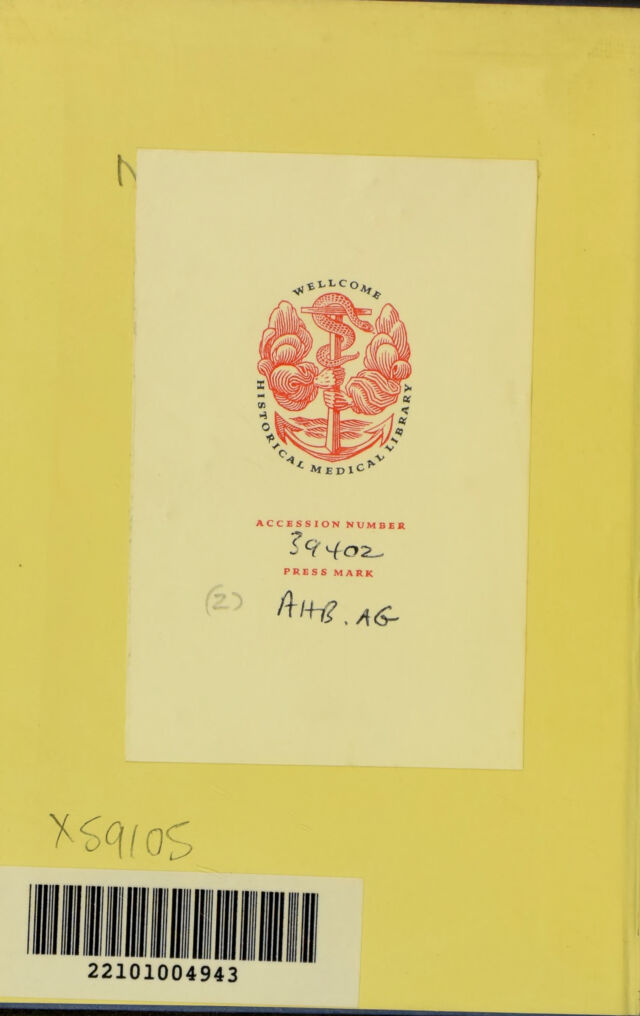 N
WELLCOME
HISTORICAL MEDICAL LIBRARY
ACCESSION NUMBER
39402
PRESS MARK
(2) AHB. AG
X59105
22101004943